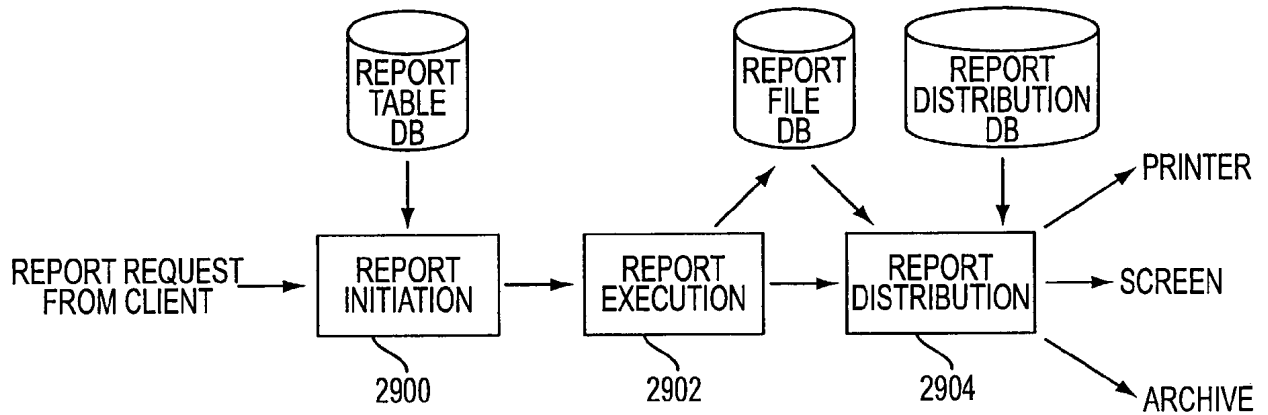 REPORT
TABLE
DB
REPORT
FILE
DB
REPORT
DISTRIBUTION
DB
PRINTER
REPORT REQUEST
FROM CLIENT
REPORT
INITIATION
REPORT
EXECUTION
REPORT
DISTRIBUTION
SCREEN
2900
2902
2904
ARCHIVE